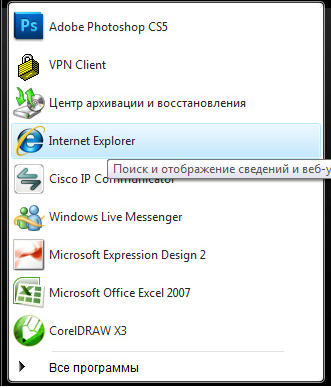 Ps
Adobe Photoshop CS5
VPN Client
Центр архивации и восстановления
Internet Explorer
Поиск и отображение сведений и веб-у
Cisco IP Communicator
Windows Live Messenger
Microsoft Expression Design 2
Microsoft Office Excel 2007
CorelDRAW X3
Все программы